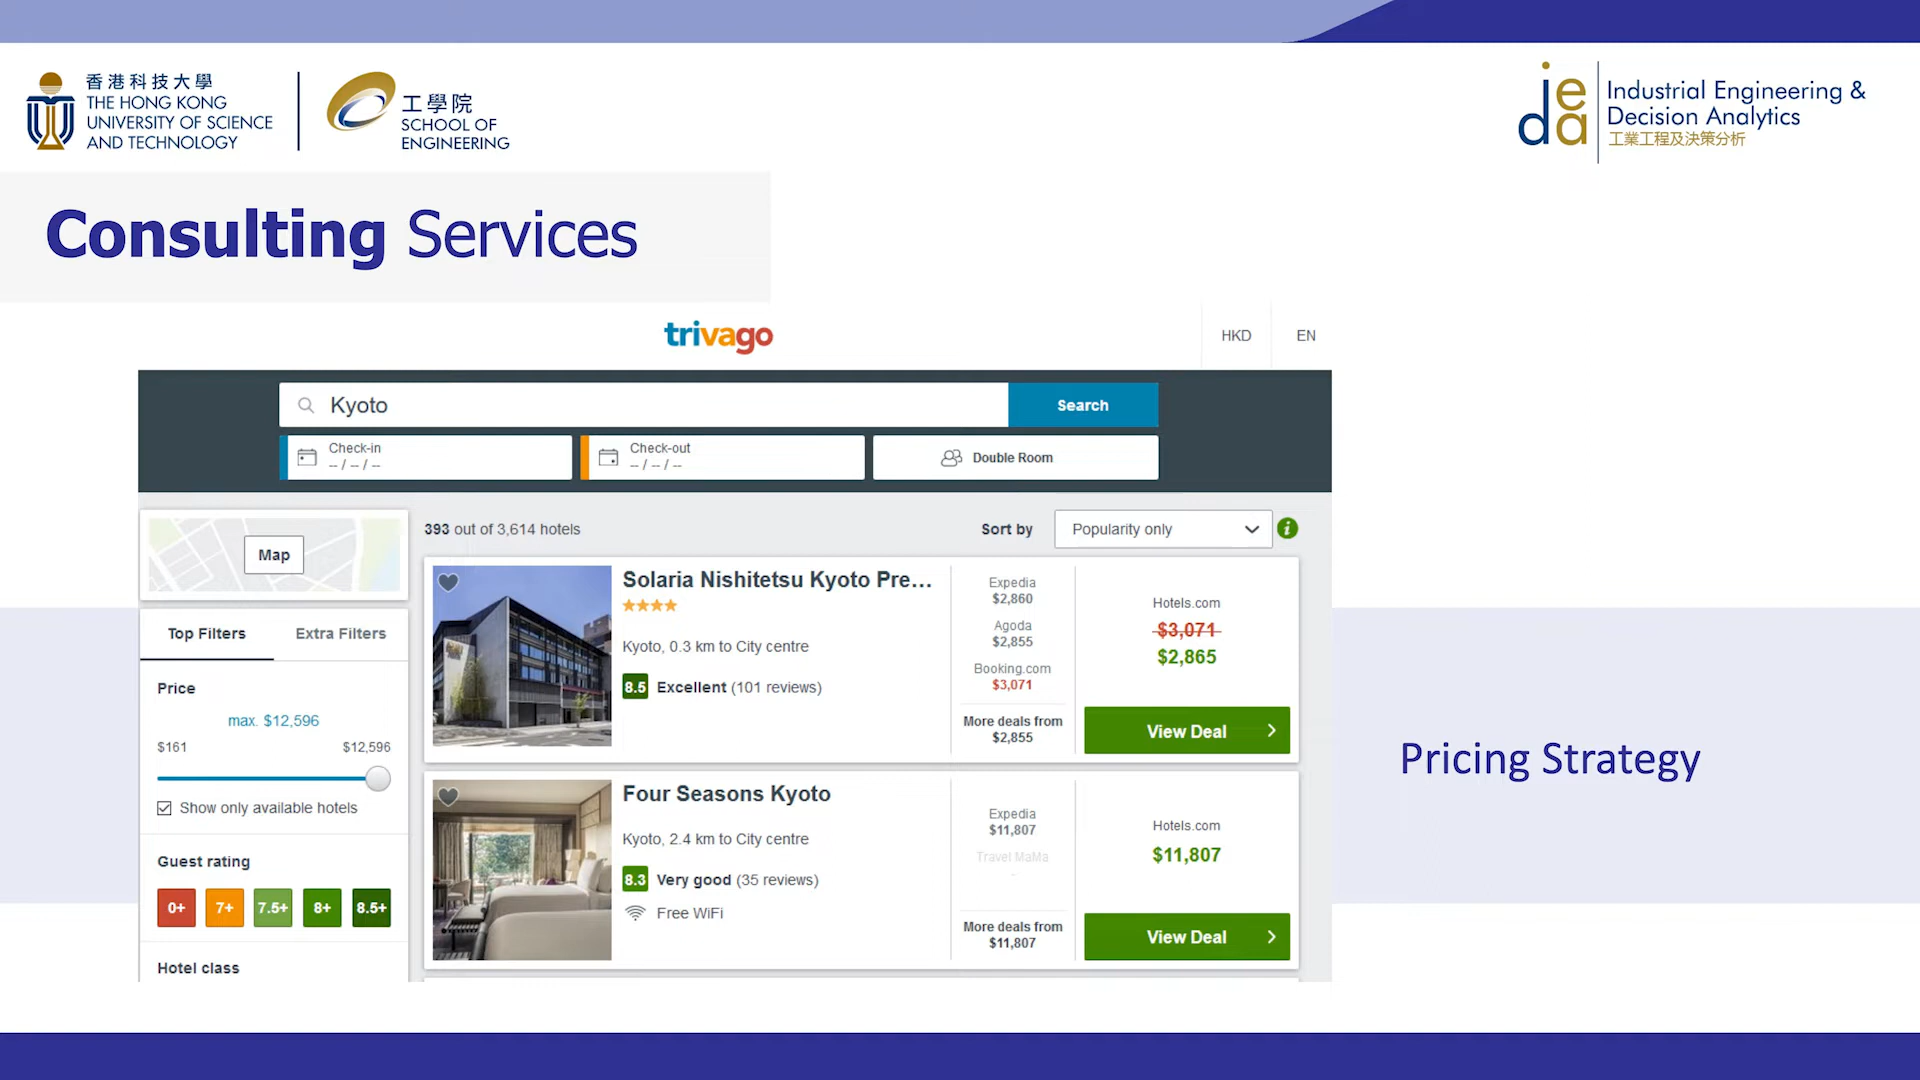 香港科技大學
THE HONG KONG
UNIVERSITY OF SCIENCE
AND TECHNOLOGY
工學院
SCHOOL OF
ENGINEERING
ie
da
Industrial Engineering &
Decision Analytics
工業工程及決策分析
Consulting Services
trivago
HKD
EN
Kyoto
Search
Check-in
-- / -- / --
Check-out
-- / -- / --
Double Room
Map
393 out of 3,614 hotels
Sort by
Popularity only
i
Top Filters
Extra Filters
Price
max. $12,596
$161
$12,596
Show only available hotels
Guest rating
0+
7+
7.5+
8+
8.5+
Hotel class
Solaria Nishitetsu Kyoto Pre...
Kyoto, 0.3 km to City centre
8.5 Excellent (101 reviews)
Expedia
$2,860
Agoda
$2,855
Booking.com
$3,071
More deals from
$2,855
Hotels.com
$3,071
$2,865
View Deal
Four Seasons Kyoto
Kyoto, 2.4 km to City centre
8.3 Very good (35 reviews)
Free WiFi
Expedia
$11,807
Travel MaMa
-
More deals from
$11,807
Hotels.com
$11,807
View Deal
Pricing Strategy